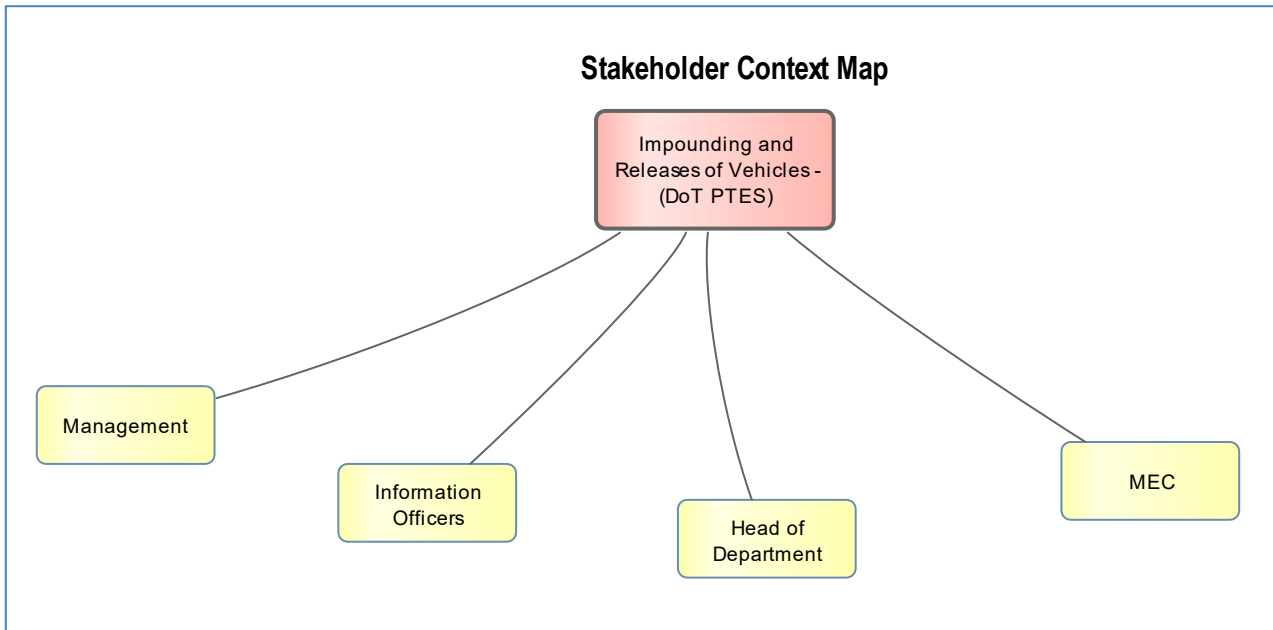 Stakeholder Context Map
Impounding and
Releases of Vehicles -
(DoT PTES)
Management
Information
Officers
Head of
Department
MEC